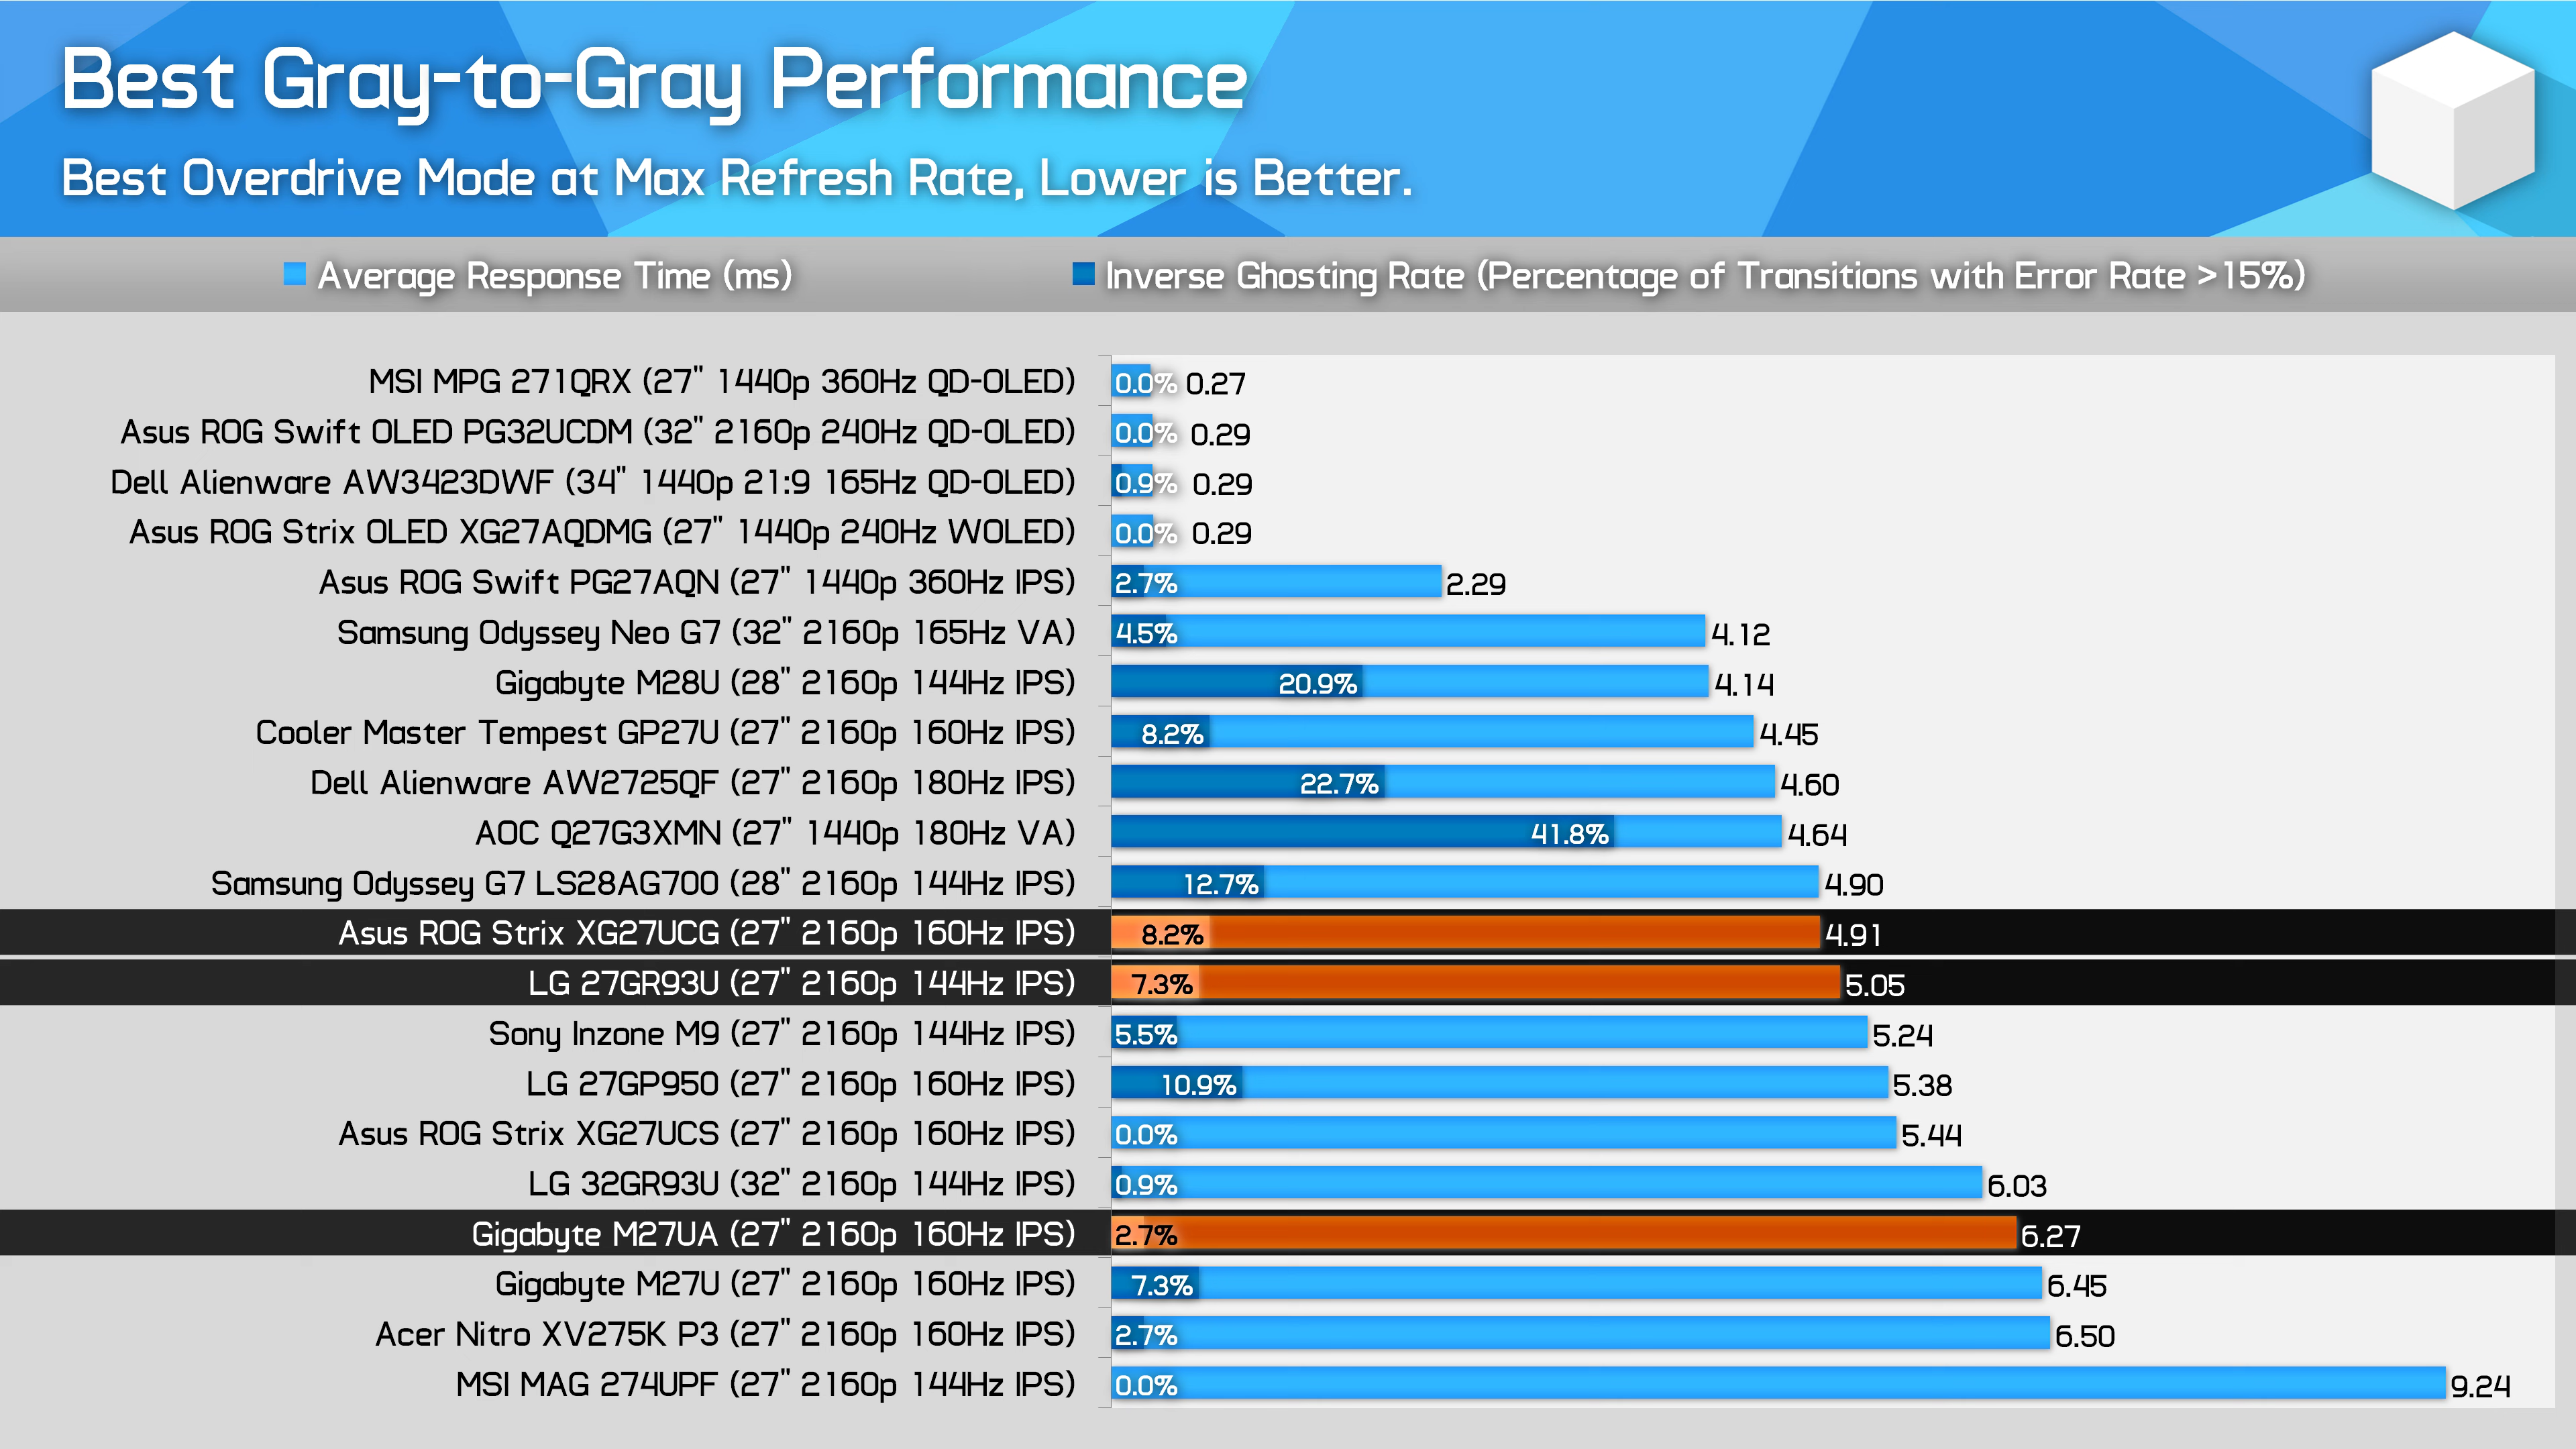 Best Gray-to-Gray Performance
Best Overdrive Mode at Max Refresh Rate, Lower is Better.
Average Response Time (ms) Inverse Ghosting Rate (Percentage of Transitions with Error Rate >15%)
MSI MPG 271QRX (27" 1440p 360Hz QD-OLED) 0.0% 0.27
Asus ROG Swift OLED PG32UCDM (32" 2160p 240Hz QD-OLED) 0.0% 0.29
Dell Alienware AW3423DWF (34" 1440p 21:9 165Hz QD-OLED) 0.9% 0.29
Asus ROG Strix OLED XG27AQDMG (27" 1440p 240Hz WOLED) 0.0% 0.29
Asus ROG Swift PG27AQN (27" 1440p 360Hz IPS) 2.7% 2.29
Samsung Odyssey Neo G7 (32" 2160p 165Hz VA) 4.5% 4.12
Gigabyte M28U (28" 2160p 144Hz IPS) 20.9% 4.14
Cooler Master Tempest GP27U (27" 2160p 160Hz IPS) 8.2% 4.45
Dell Alienware AW2725QF (27" 2160p 180Hz IPS) 22.7% 4.60
AOC Q27G3XMN (27" 1440p 180Hz VA) 41.8% 4.64
Samsung Odyssey G7 LS28AG700 (28" 2160p 144Hz IPS) 12.7% 4.90
Asus ROG Strix XG27UCG (27" 2160p 160Hz IPS) 8.2% 4.91
LG 27GR93U (27" 2160p 144Hz IPS) 7.3% 5.05
Sony Inzone M9 (27" 2160p 144Hz IPS) 5.5% 5.24
LG 27GP950 (27" 2160p 160Hz IPS) 10.9% 5.38
Asus ROG Strix XG27UCS (27" 2160p 160Hz IPS) 0.0% 5.44
LG 32GR93U (32" 2160p 144Hz IPS) 0.9% 6.03
Gigabyte M27UA (27" 2160p 160Hz IPS) 2.7% 6.27
Gigabyte M27U (27" 2160p 160Hz IPS) 7.3% 6.45
Acer Nitro XV275K P3 (27" 2160p 160Hz IPS) 2.7% 6.50
MSI MAG 274UPF (27" 2160p 144Hz IPS) 0.0% 9.24